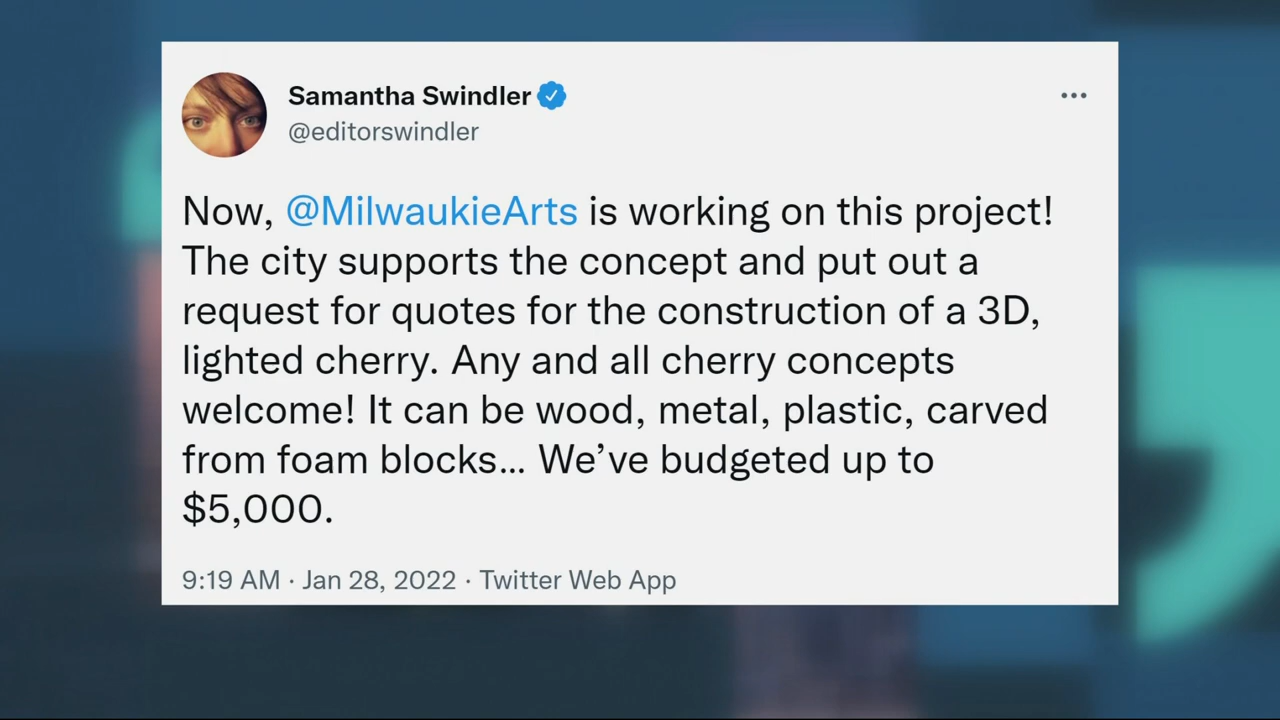 Samantha Swindler
@editorswindler
Now, @MilwaukieArts is working on this project!
The city supports the concept and put out a
request for quotes for the construction of a 3D,
lighted cherry. Any and all cherry concepts
welcome! It can be wood, metal, plastic, carved
from foam blocks... We’ve budgeted up to
$5,000.
9:19 AM · Jan 28, 2022 · Twitter Web App